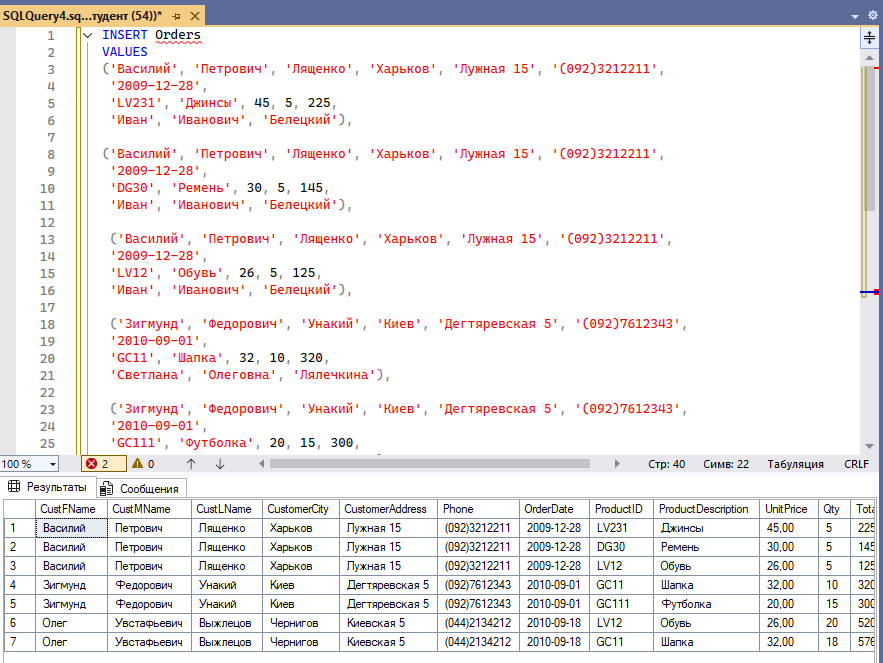 SQLQuery4.sq...тудент (54))*
1 INSERT Orders
2 VALUES
3 ('Василий', 'Петрович', 'Лященко', 'Харьков', 'Лужная 15', '(092)3212211',
4 '2009-12-28',
5 'LV231', 'Джинсы', 45, 5, 225,
6 'Иван', 'Иванович', 'Белецкий'),
7
8 ('Василий', 'Петрович', 'Лященко', 'Харьков', 'Лужная 15', '(092)3212211',
9 '2009-12-28',
10 'DG30', 'Ремень', 30, 5, 145,
11 'Иван', 'Иванович', 'Белецкий'),
12
13 ('Василий', 'Петрович', 'Лященко', 'Харьков', 'Лужная 15', '(092)3212211',
14 '2009-12-28',
15 'LV12', 'Обувь', 26, 5, 125,
16 'Иван', 'Иванович', 'Белецкий'),
17
18 ('Зигмунд', 'Федорович', 'Унакий', 'Киев', 'Дегтяревская 5', '(092)7612343',
19 '2010-09-01',
20 'GC11', 'Шапка', 32, 10, 320,
21 'Светлана', 'Олеговна', 'Лялечкина'),
22
23 ('Зигмунд', 'Федорович', 'Унакий', 'Киев', 'Дегтяревская 5', '(092)7612343',
24 '2010-09-01',
25 'GC111', 'Футболка', 20, 15, 300,
100 % 2 0 Стр: 40 Симв: 22 Табуляция CRLF
Результаты Сообщения
CustFName CustMName CustLName CustomerCity CustomerAddress Phone OrderDate ProductID ProductDescription UnitPrice Qty Tota
1 Василий Петрович Лященко Харьков Лужная 15 (092)3212211 2009-12-28 LV231 Джинсы 45,00 5 225
2 Василий Петрович Лященко Харьков Лужная 15 (092)3212211 2009-12-28 DG30 Ремень 30,00 5 145
3 Василий Петрович Лященко Харьков Лужная 15 (092)3212211 2009-12-28 LV12 Обувь 26,00 5 125
4 Зигмунд Федорович Унакий Киев Дегтяревская 5 (092)7612343 2010-09-01 GC11 Шапка 32,00 10 320
5 Зигмунд Федорович Унакий Киев Дегтяревская 5 (092)7612343 2010-09-01 GC111 Футболка 20,00 15 300
6 Олег Увстафьевич Выжлецов Чернигов Киевская 5 (044)2134212 2010-09-18 LV12 Обувь 26,00 20 520
7 Олег Увстафьевич Выжлецов Чернигов Киевская 5 (044)2134212 2010-09-18 GC11 Шапка 32,00 18 576